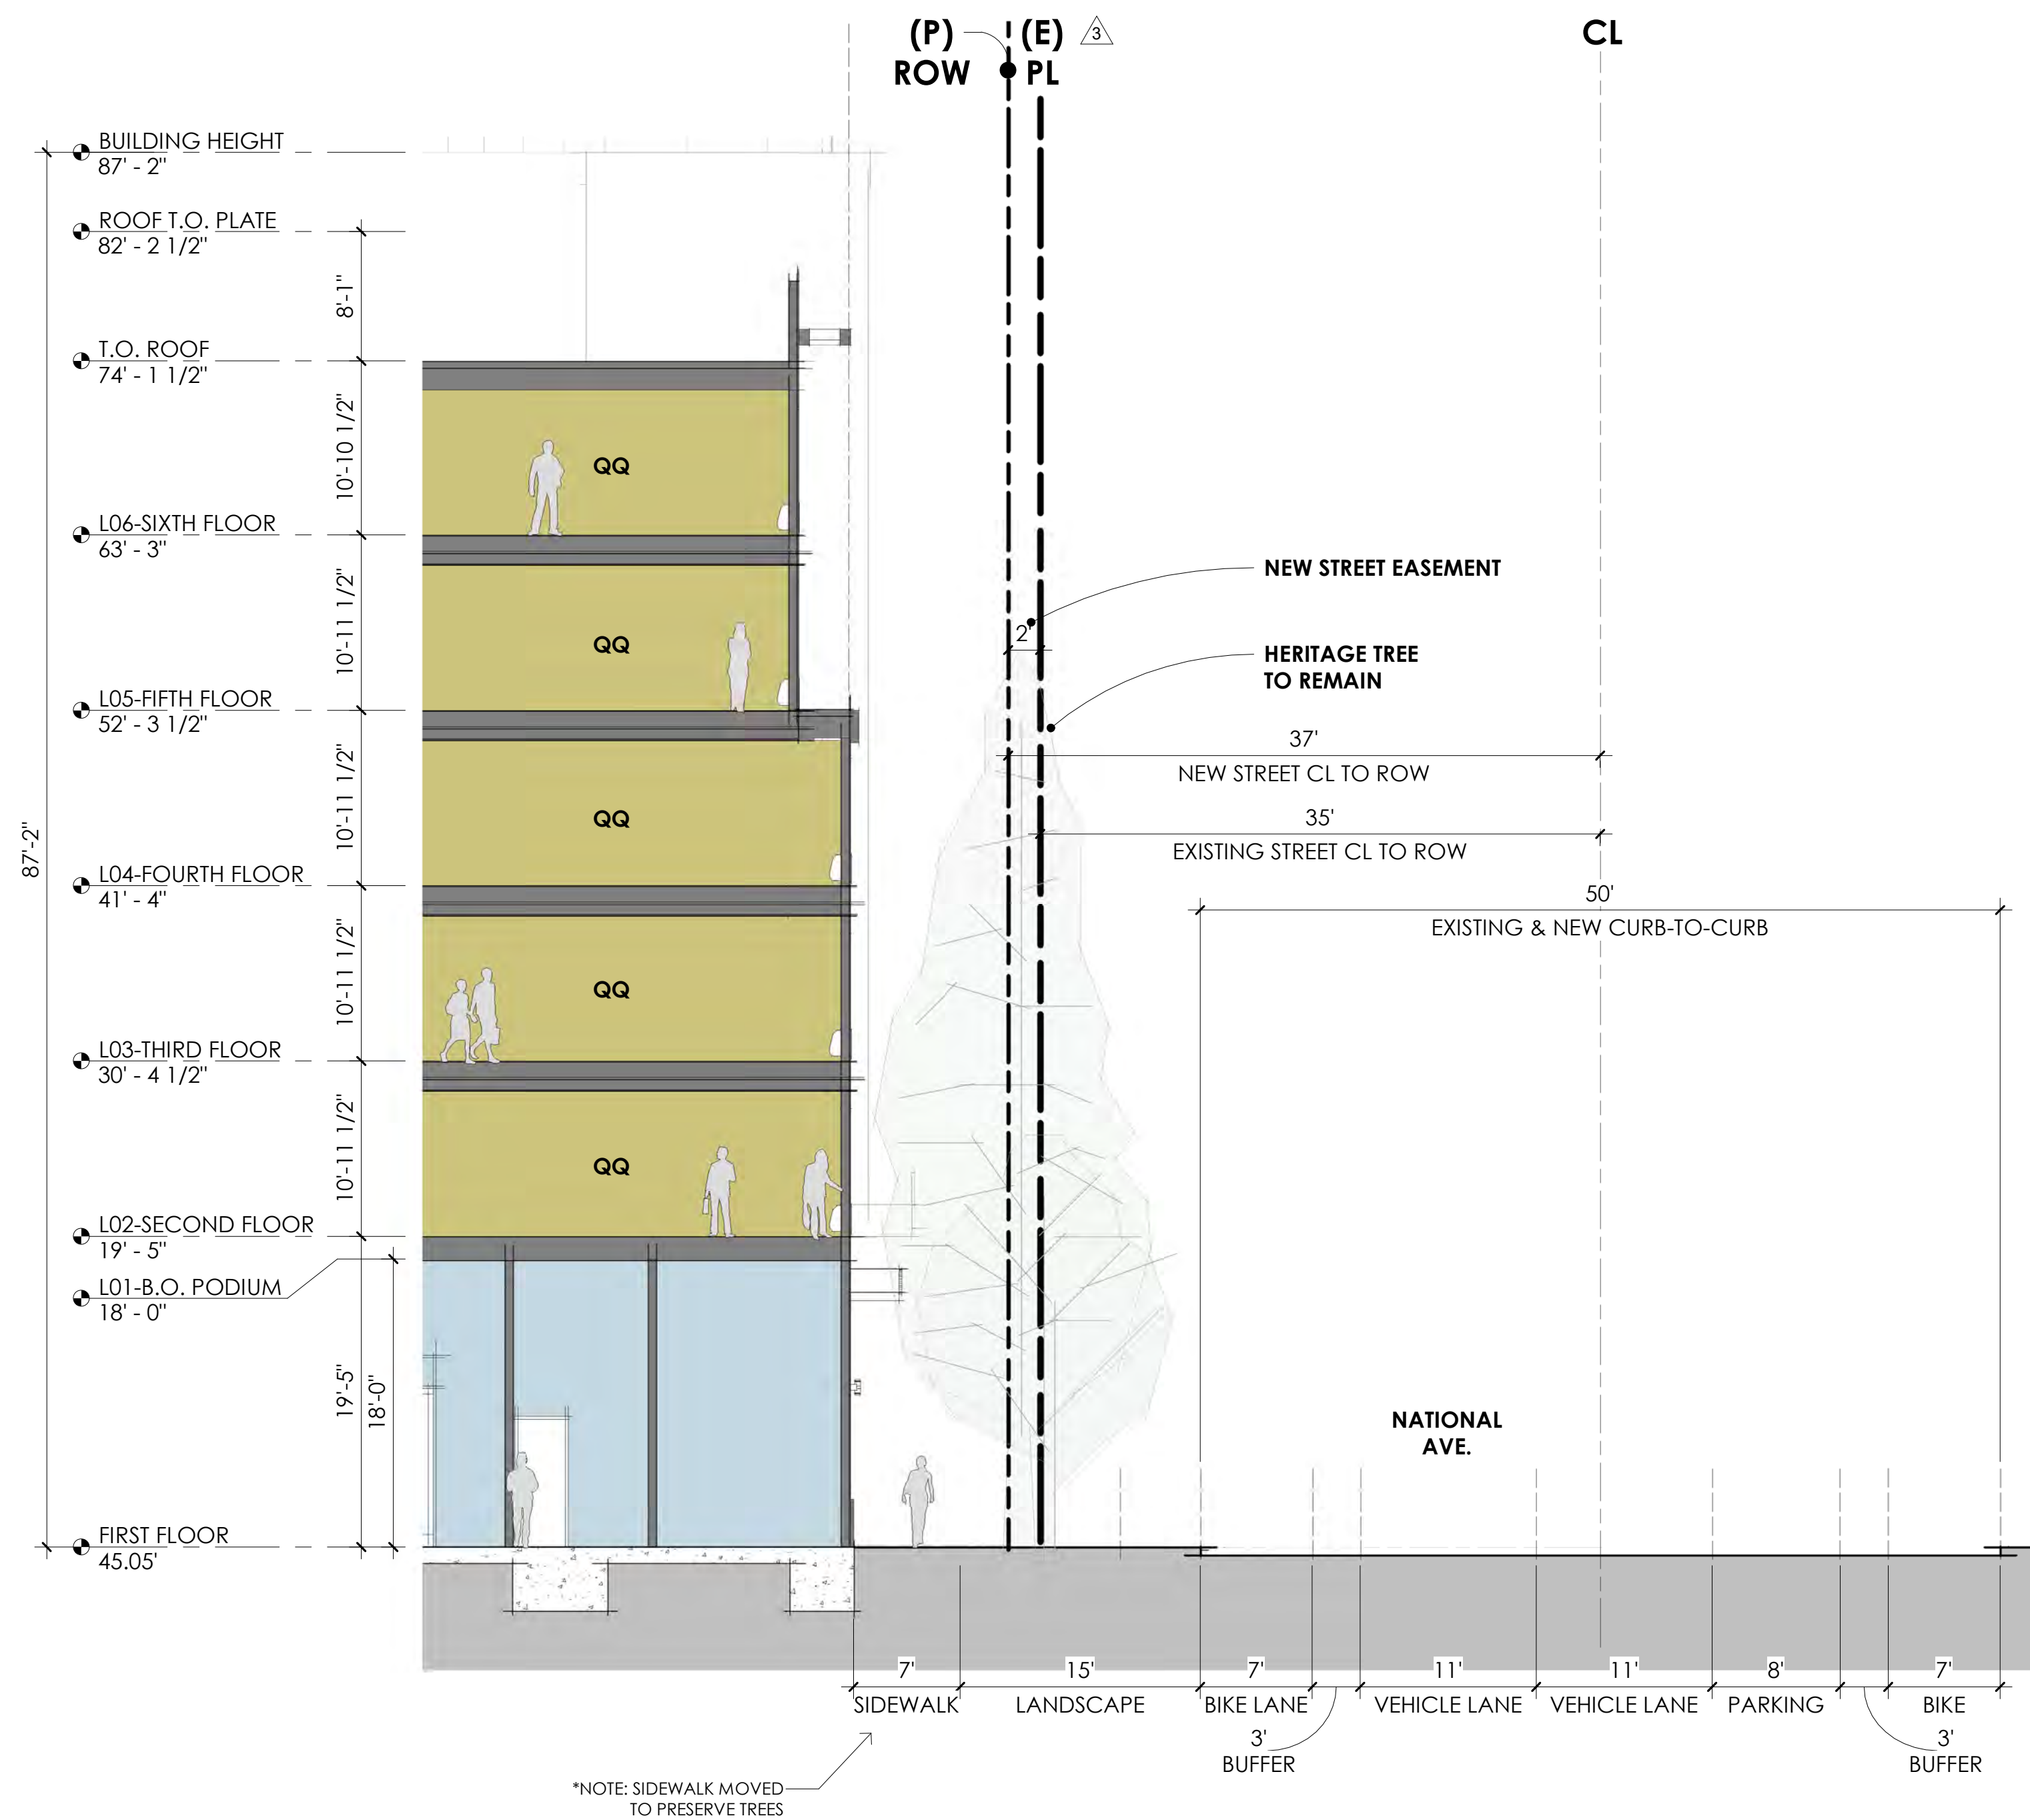 (P)
ROW
(E)
PL
3
CL
BUILDING HEIGHT
87' - 2"
ROOF T.O. PLATE
82' - 2 1/2"
8'-1"
T.O. ROOF
74' - 1 1/2"
10'-10 1/2"
QQ
L06-SIXTH FLOOR
63' - 3"
10'-11 1/2"
QQ
L05-FIFTH FLOOR
52' - 3 1/2"
10'-11 1/2"
QQ
L04-FOURTH FLOOR
41' - 4"
10'-11 1/2"
QQ
L03-THIRD FLOOR
30' - 4 1/2"
10'-11 1/2"
QQ
L02-SECOND FLOOR
19' - 5"
L01-B.O. PODIUM
18' - 0"
19'-5"
18'-0"
FIRST FLOOR
45.05'
87'-2"
NEW STREET EASEMENT
2'
HERITAGE TREE
TO REMAIN
37'
NEW STREET CL TO ROW
35'
EXISTING STREET CL TO ROW
50'
EXISTING & NEW CURB-TO-CURB
NATIONAL
AVE.
7'
SIDEWALK
15'
LANDSCAPE
7'
BIKE LANE
3'
BUFFER
11'
VEHICLE LANE
11'
VEHICLE LANE
8'
PARKING
3'
BUFFER
7'
BIKE
*NOTE: SIDEWALK MOVED
TO PRESERVE TREES